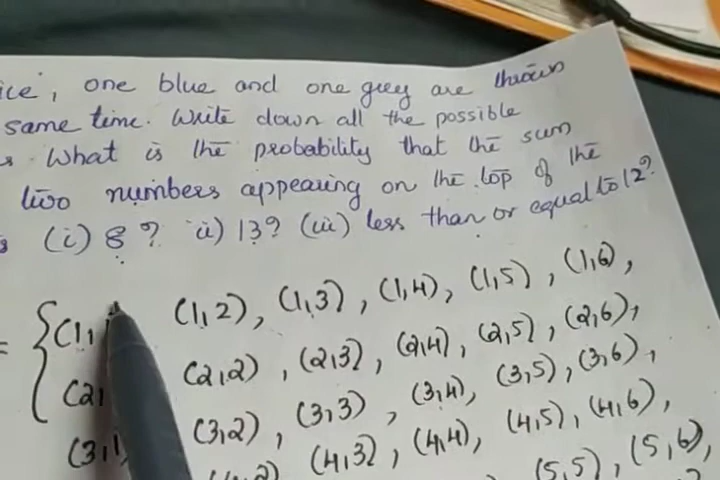 ice, one blue and one grey are thrown
same time. Write down all the possible
s. What is the probability that the sum
two numbers appearing on the top of the
s (i) 8? ii) 13? (iii) less than or equal to 12?
= {(1, (1,2), (1,3), (1,4), (1,5), (1,6),
(2, (2,2), (2,3), (2,4), (2,5), (2,6),
(3,1) (3,2), (3,3), (3,4), (3,5), (3,6),
(4,3), (4,4), (4,5), (4,6),
(5,5), (5,6),